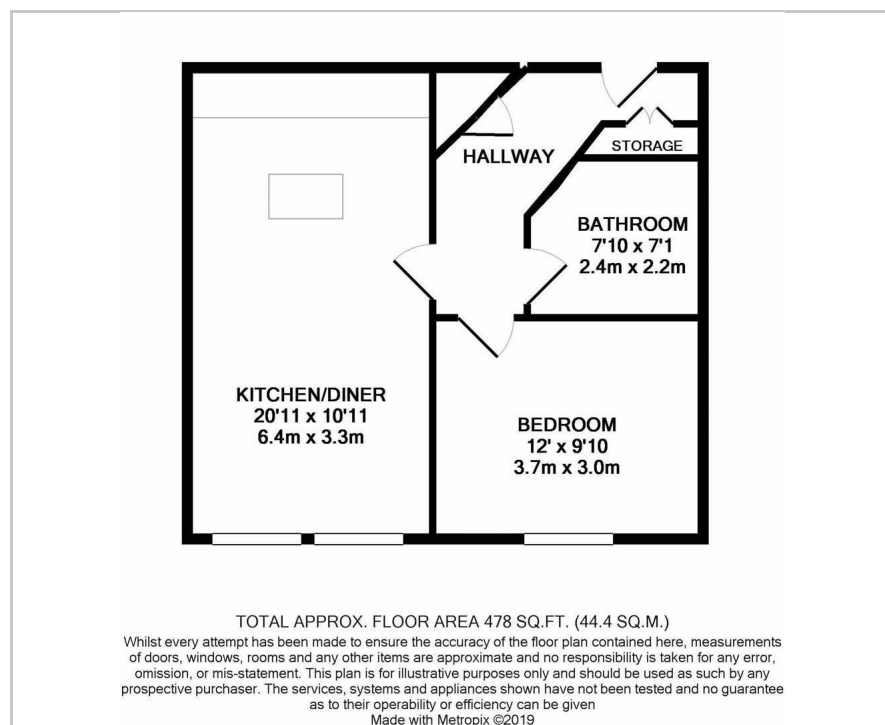 HALLWAY
STORAGE
BATHROOM
7'10 x 7'1
2.4m x 2.2m
KITCHEN/DINER
20'11 x 10'11
6.4m x 3.3m
BEDROOM
12' x 9'10
3.7m x 3.0m
TOTAL APPROX. FLOOR AREA 478 SQ.FT. (44.4 SQ.M.)
Whilst every attempt has been made to ensure the accuracy of the floor plan contained here, measurements
of doors, windows, rooms and any other items are approximate and no responsibility is taken for any error,
omission, or mis-statement. This plan is for illustrative purposes only and should be used as such by any
prospective purchaser. The services, systems and appliances shown have not been tested and no guarantee
as to their operability or efficiency can be given
Made with Metropix ©2019